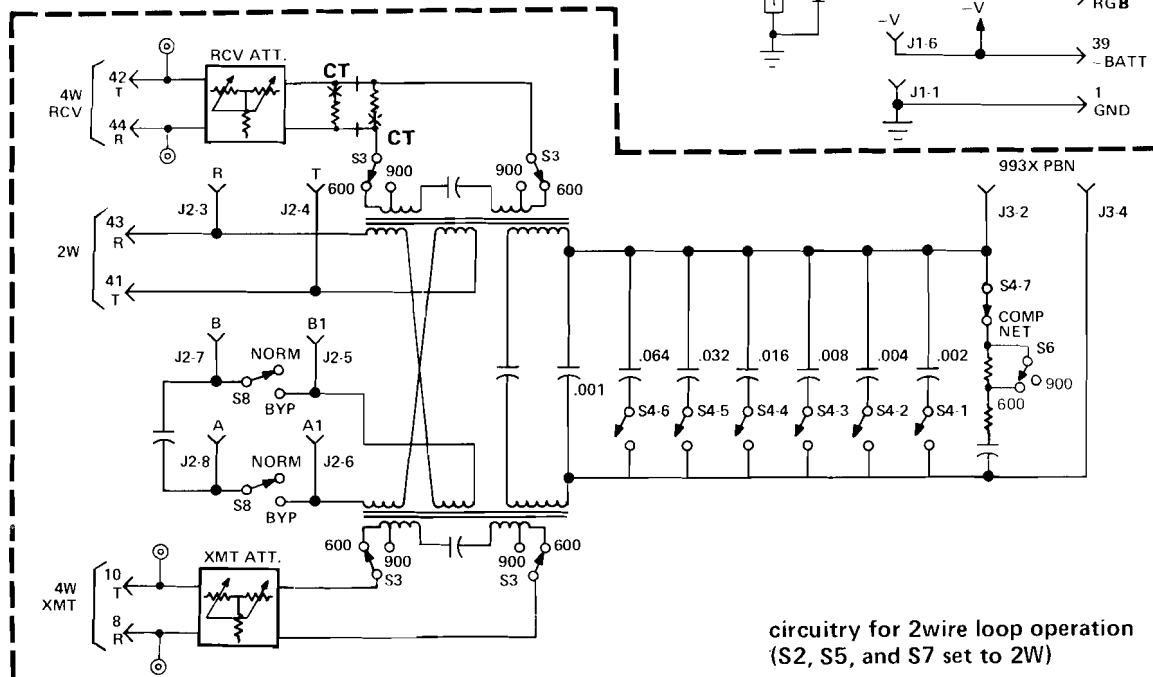 RGB
-V
-V
J1-6
39
-BATT
J1-1
1
GND
RCV ATT.
CT
42
T
4W
RCV
44
R
CT
S3
S3
600
900
900
600
993X PBN
R
T
J2-3
J2-4
J3-2
J3-4
43
R
2W
41
T
S4-7
COMP
NET
S6
900
600
B
B1
J2-7
NORM
J2-5
S8
BYP
.001
.064
.032
.016
.008
.004
.002
S4-6
S4-5
S4-4
S4-3
S4-2
S4-1
A
A1
J2-8
NORM
J2-6
S8
BYP
600
900
900
600
S3
S3
XMT ATT.
10
T
4W
XMT
8
R
circuitry for 2wire loop operation
(S2, S5, and S7 set to 2W)